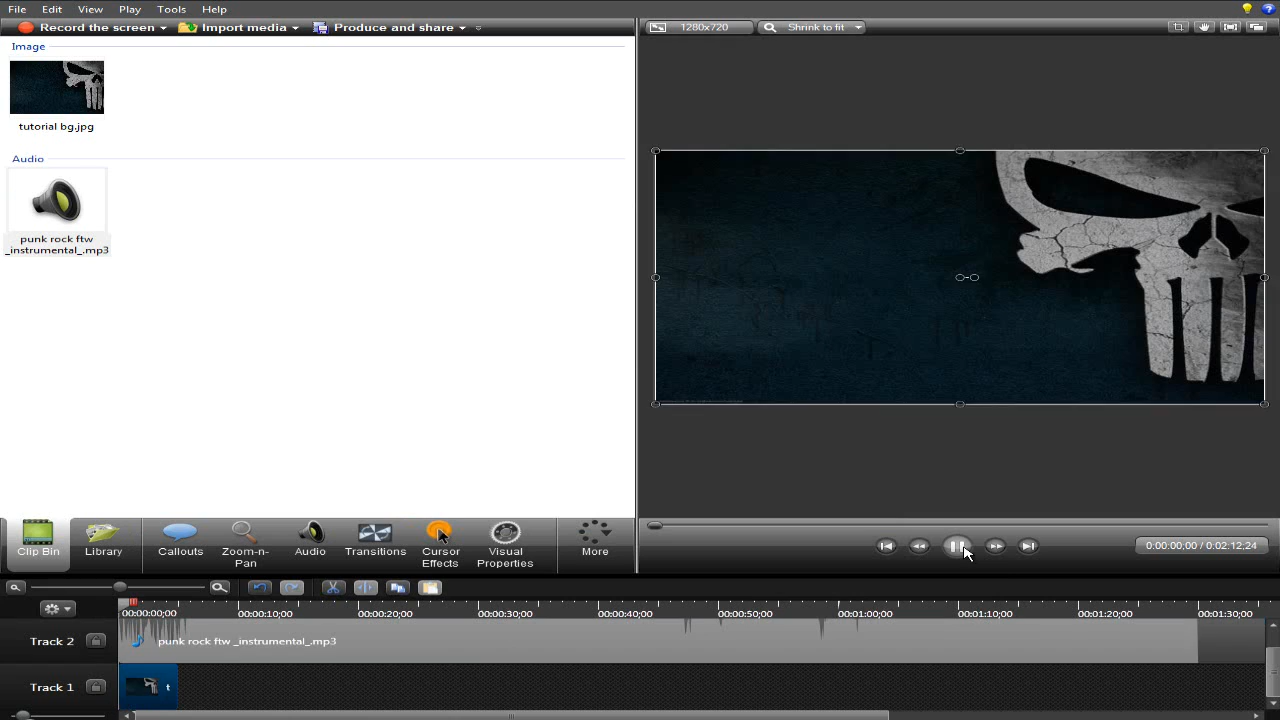 File Edit View Play Tools Help
Record the screen Import media Produce and share
1280x720 Shrink to fit
Image
tutorial bg.jpg
Audio
punk rock ftw
_instrumental_.mp3
Clip Bin Library Callouts Zoom-n-
Pan Audio Transitions Cursor
Effects Visual
Properties More
0:00:00;00 / 0:02:12;24
00:00:00;00 00:00:10;00 00:00:20;00 00:00:30;00 00:00:40;00 00:00:50;00 00:01:00;00 00:01:10;00 00:01:20;00 00:01:30;00
Track 2 punk rock ftw _instrumental_.mp3
Track 1 t